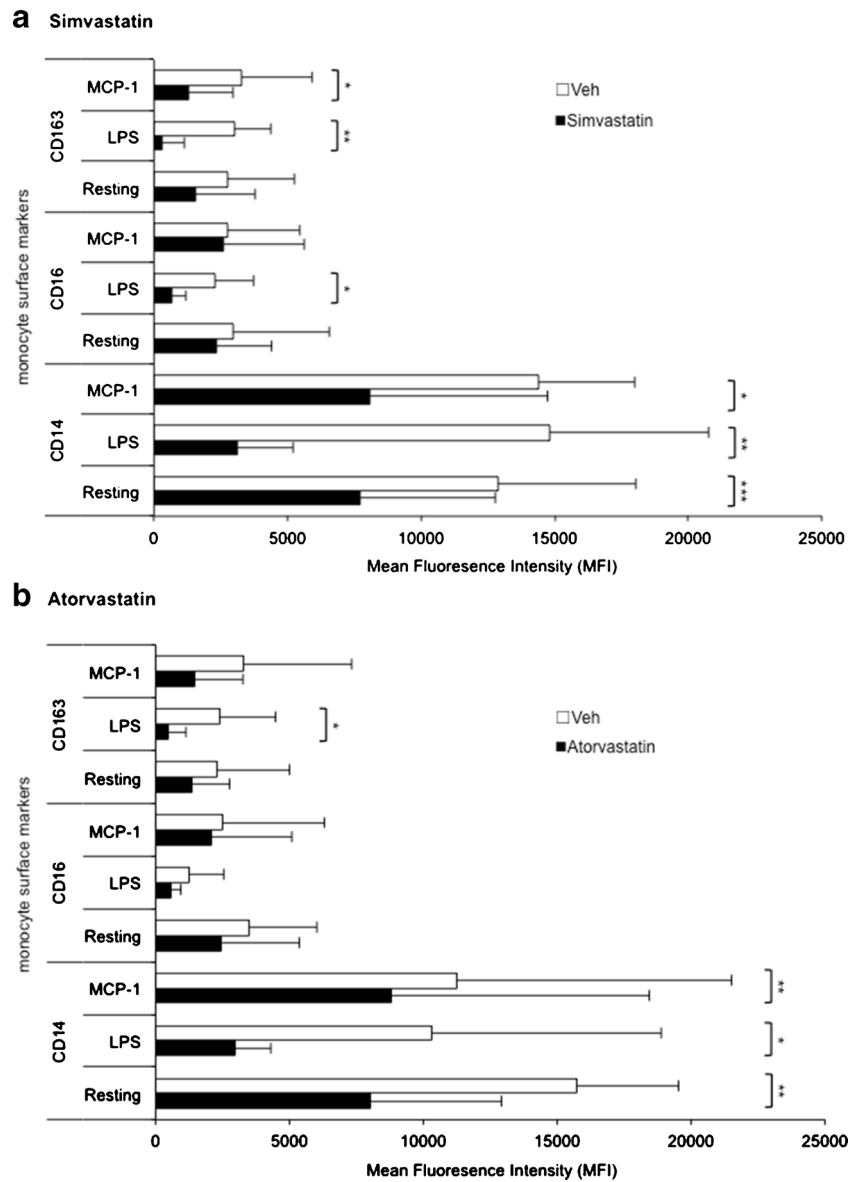 a Simvastatin
monocyte surface markers
CD163
MCP-1 *
LPS **
Resting
CD16
MCP-1
LPS *
Resting
CD14
MCP-1 *
LPS **
Resting ***
Veh
Simvastatin
0 5000 10000 15000 20000 25000
Mean Fluoresence Intensity (MFI)
b Atorvastatin
monocyte surface markers
CD163
MCP-1
LPS *
Resting
CD16
MCP-1
LPS
Resting
CD14
MCP-1 **
LPS *
Resting **
Veh
Atorvastatin
0 5000 10000 15000 20000 25000
Mean Fluoresence Intensity (MFI)